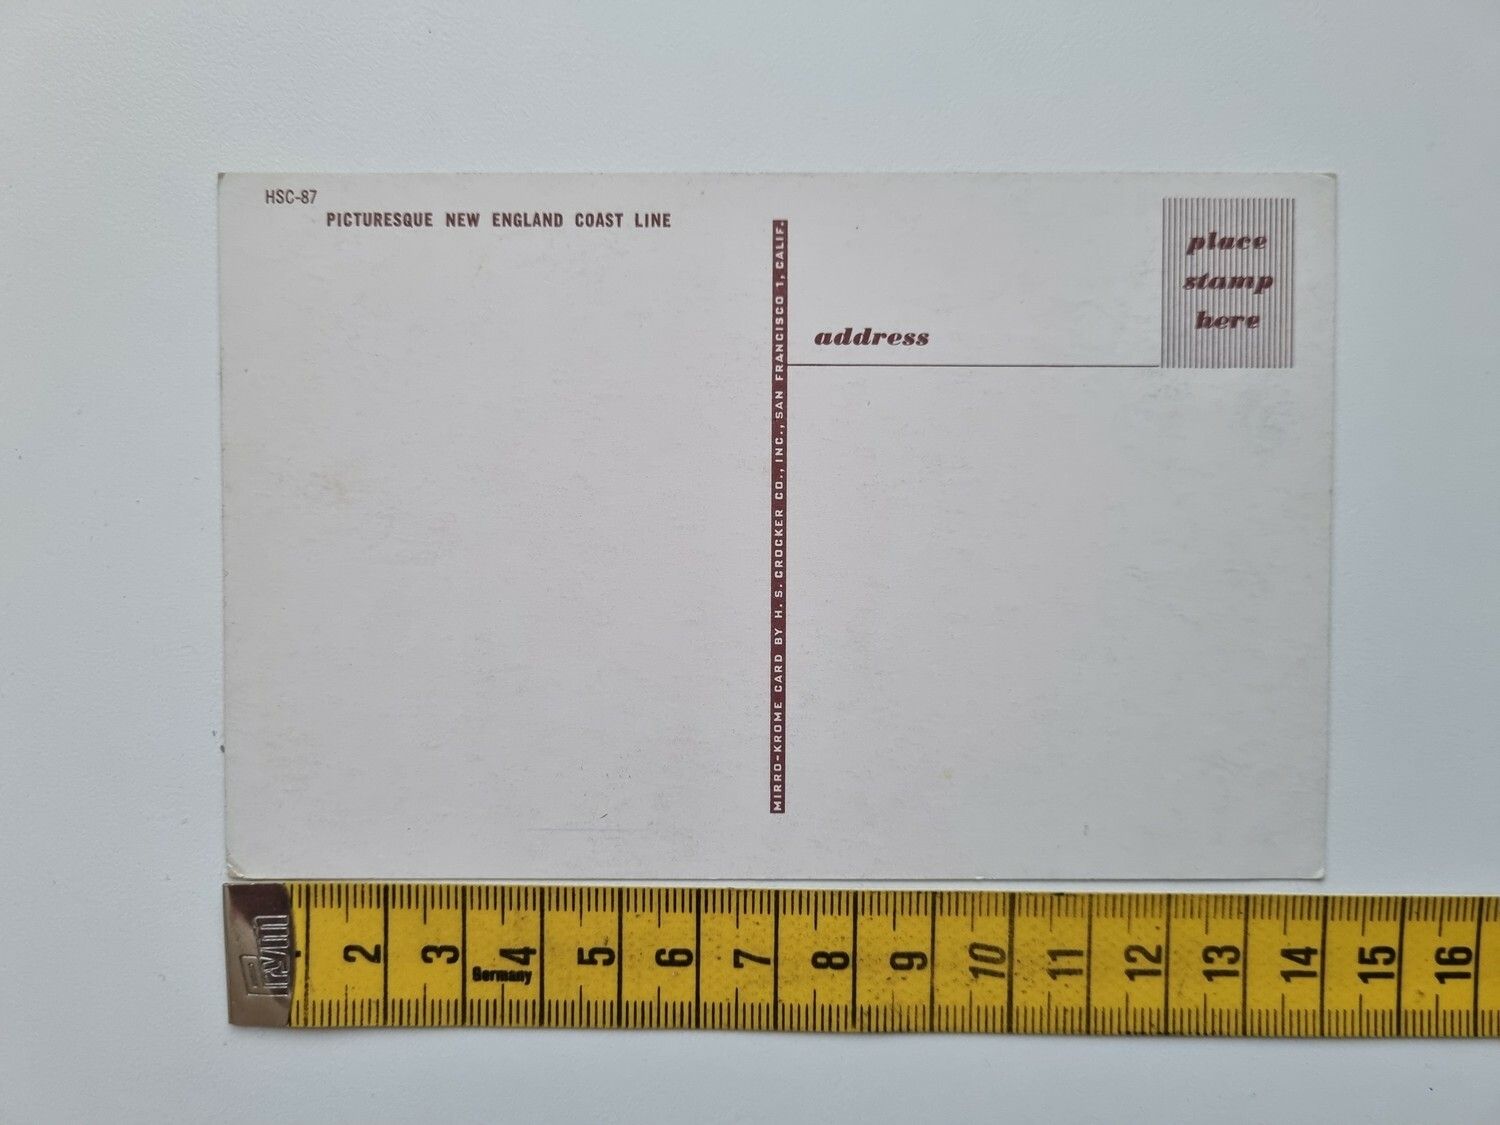 HSC-87
PICTURESQUE NEW ENGLAND COAST LINE
MIRRO-KROME CARD BY H. S. CROCKER CO., INC., SAN FRANCISCO 1, CALIF.
place
stamp
here
address
Prym
2 3 4 5 6 7 8 9 10 11 12 13 14 15 16
Germany